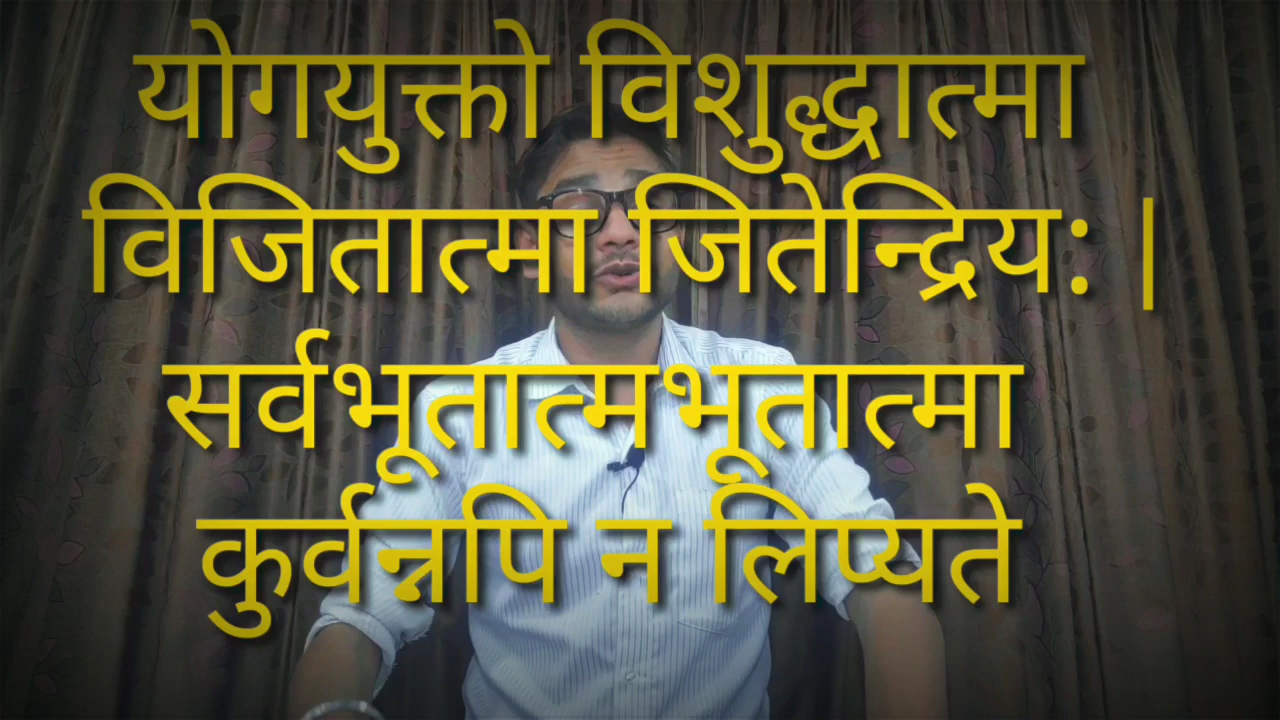 योगयुक्तो विशुद्धात्मा
विजितात्मा जितेन्द्रिय: |
सर्वभूतात्मभूतात्मा
कुर्वन्नपि न लिप्यते